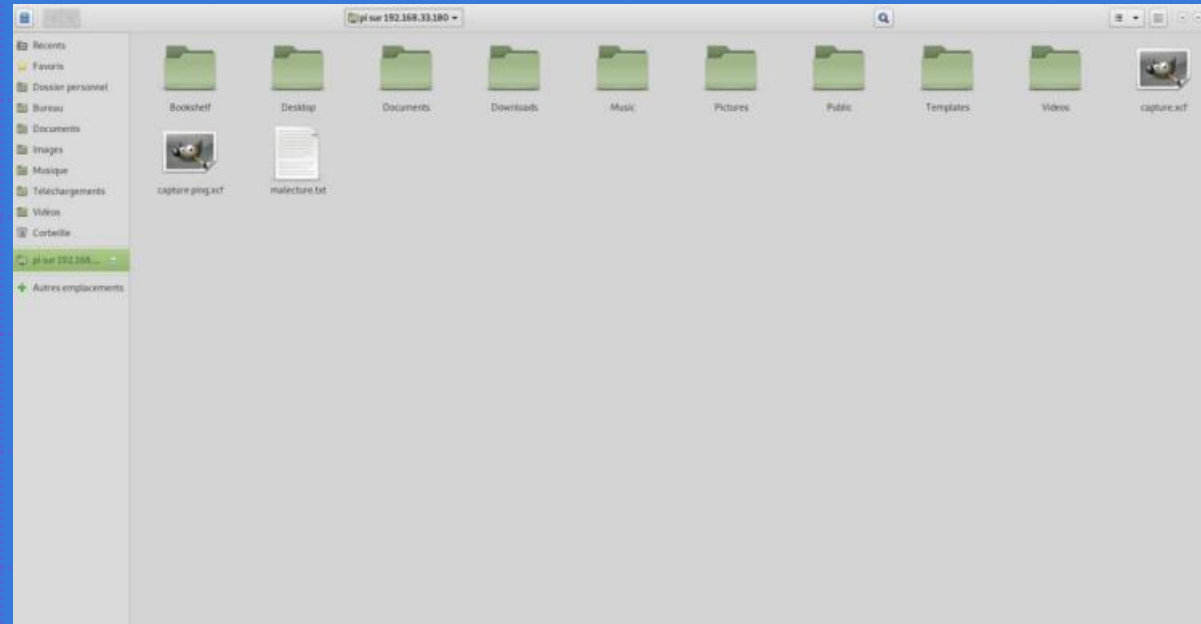 pi sur 192.168.33.180
Récents
Favoris
Dossier personnel
Bureau
Documents
Images
Musique
Téléchargements
Vidéos
Corbeille
pi sur 192.168....
Autres emplacements
Bookshelf
Desktop
Documents
Downloads
Music
Pictures
Public
Templates
Videos
capture.xcf
capture ping.xcf
malecture.txt